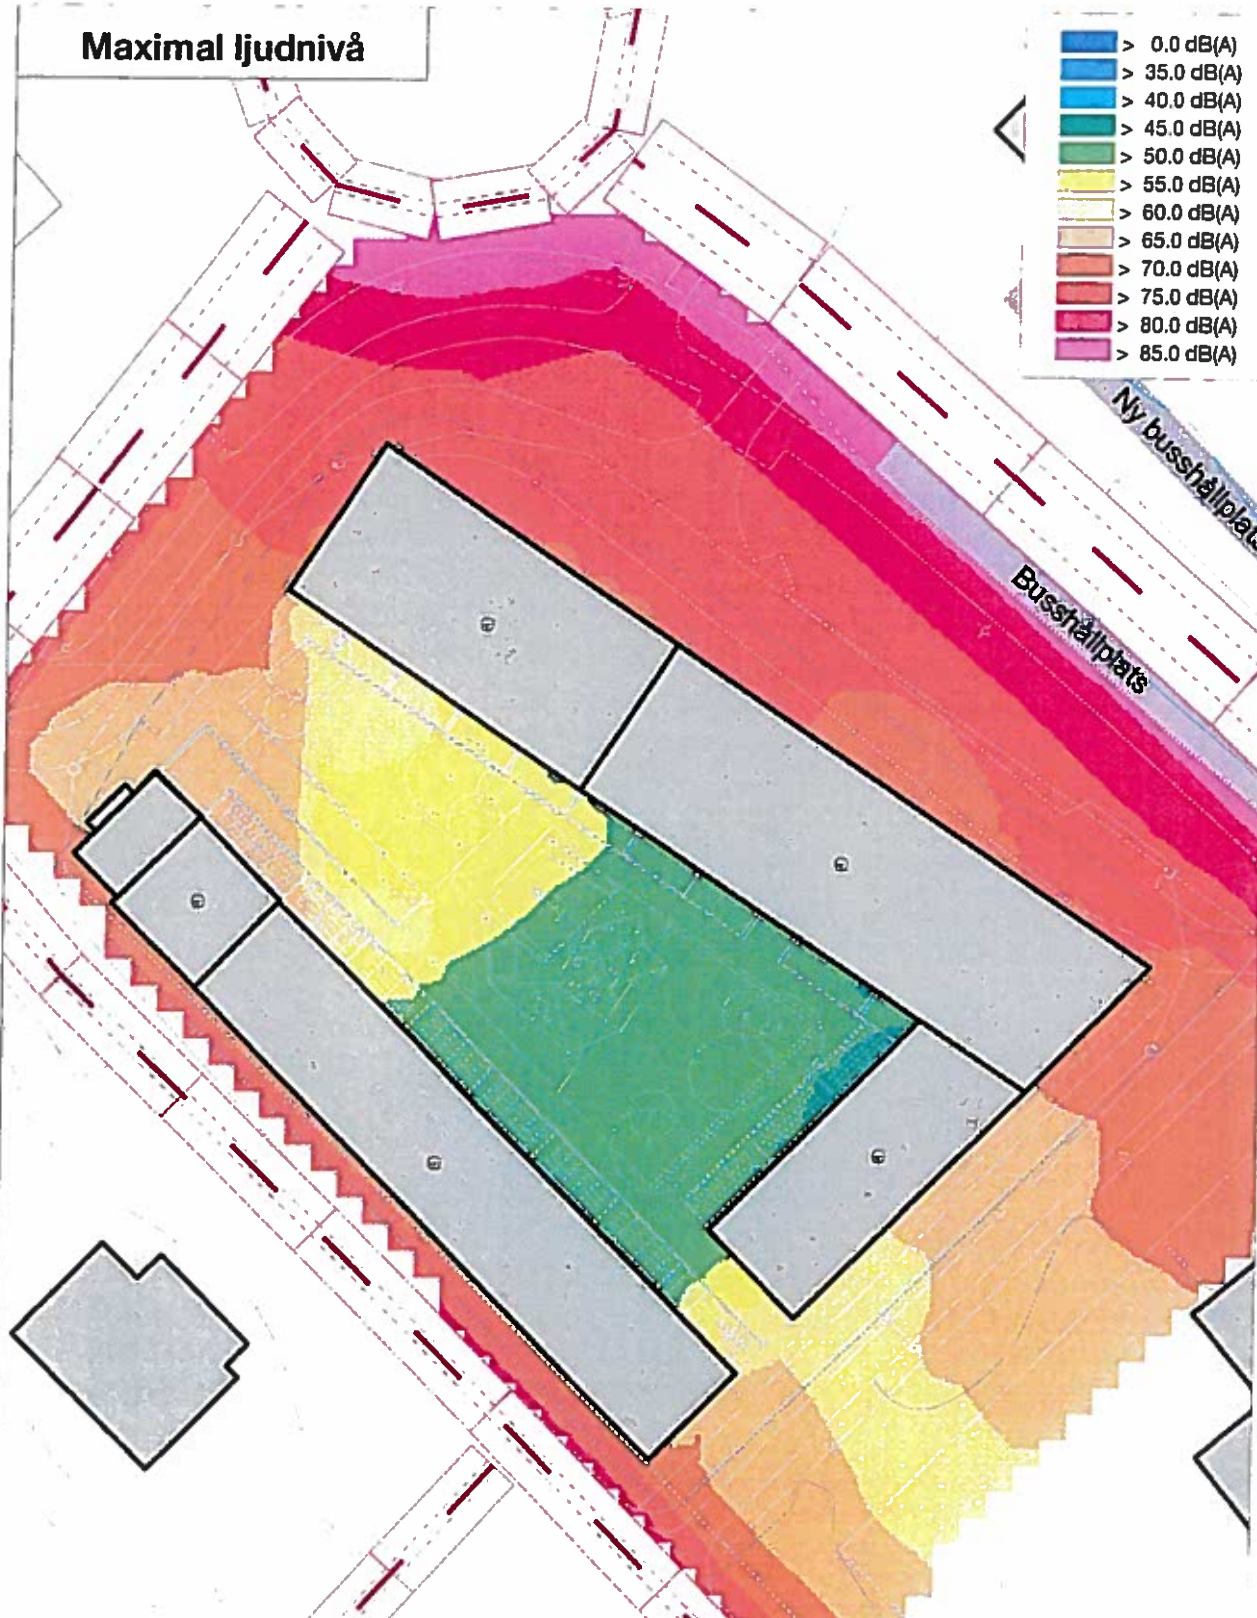 Maximal ljudnivå
> 0.0 dB(A)
> 35.0 dB(A)
> 40.0 dB(A)
> 45.0 dB(A)
> 50.0 dB(A)
> 55.0 dB(A)
> 60.0 dB(A)
> 65.0 dB(A)
> 70.0 dB(A)
> 75.0 dB(A)
> 80.0 dB(A)
> 85.0 dB(A)
Ny busshållplats
Busshållplats